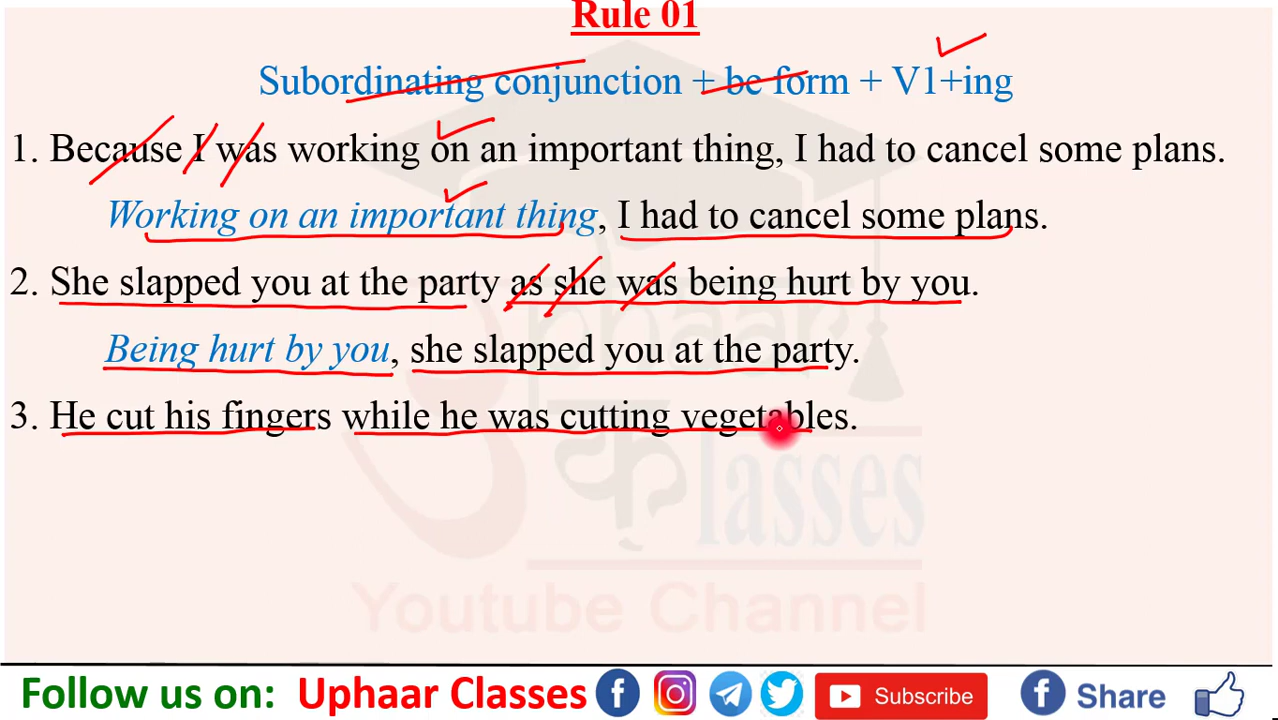 Rule 01
Subordinating conjunction + be form + V1+ing
1. Because I was working on an important thing, I had to cancel some plans.
Working on an important thing, I had to cancel some plans.
2. She slapped you at the party as she was being hurt by you.
Being hurt by you, she slapped you at the party.
3. He cut his fingers while he was cutting vegetables.
Uphaar
क
lasses
Youtube Channel
Follow us on: Uphaar Classes Subscribe Share